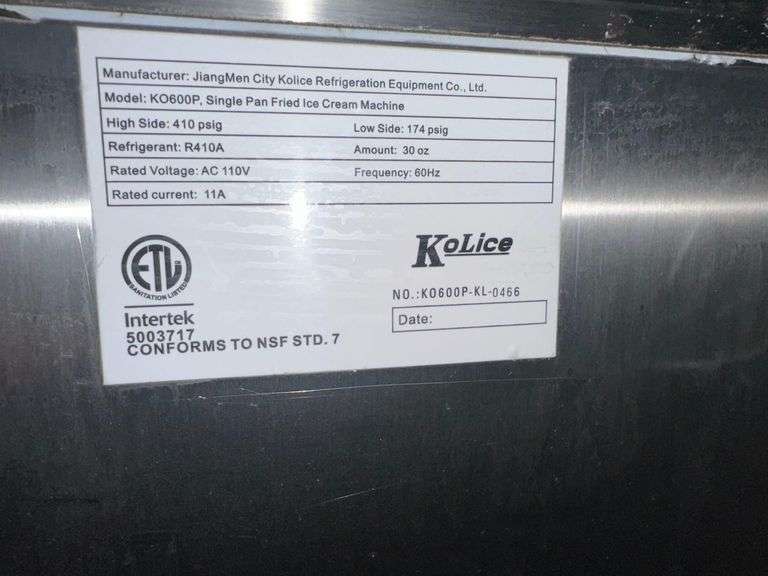 Manufacturer: JiangMen City Kolice Refrigeration Equipment Co., Ltd.
Model: KO600P, Single Pan Fried Ice Cream Machine
High Side: 410 psig Low Side: 174 psig
Refrigerant: R410A Amount: 30 oz
Rated Voltage: AC 110V Frequency: 60Hz
Rated current: 11A
ETL
SANITATION LISTED
Intertek
5003717
CONFORMS TO NSF STD. 7
KoLice
NO.:KO600P-KL-0466
Date: